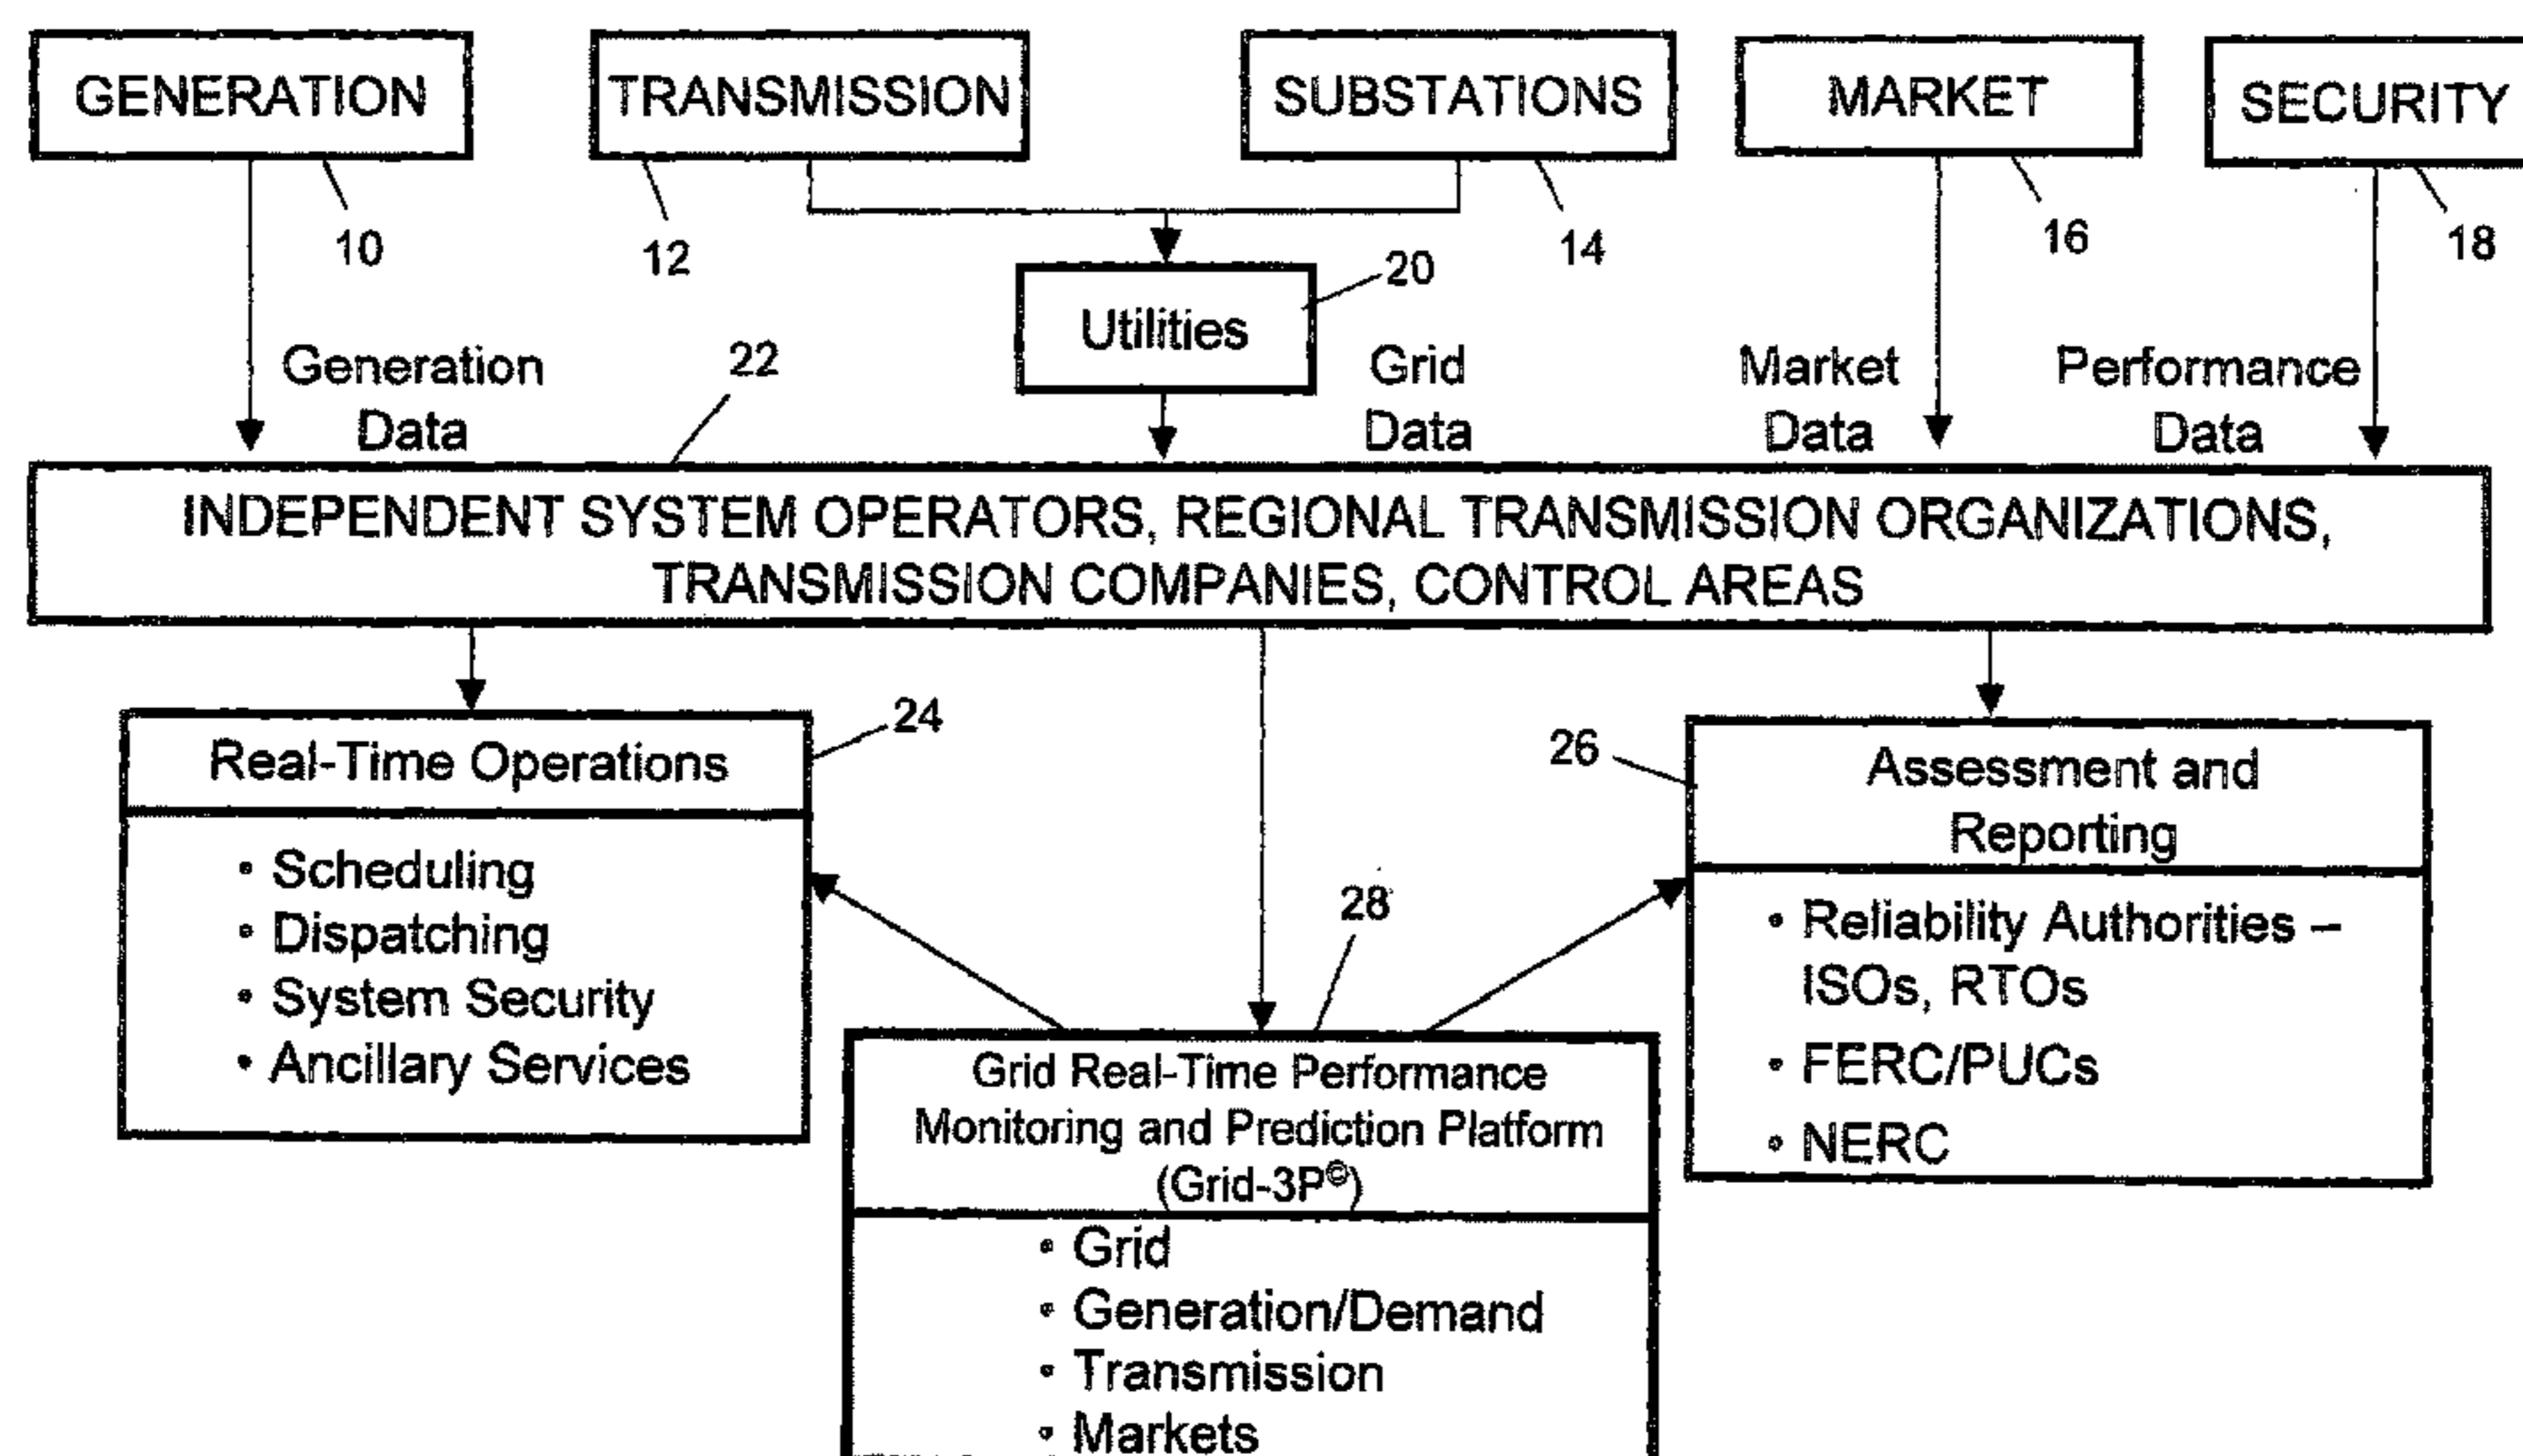 GENERATION
TRANSMISSION
SUBSTATIONS
MARKET
SECURITY
10
12
14
16
18
20
Utilities
Generation
Data
22
Grid
Data
Market
Data
Performance
Data
INDEPENDENT SYSTEM OPERATORS, REGIONAL TRANSMISSION ORGANIZATIONS,
TRANSMISSION COMPANIES, CONTROL AREAS
24
Real-Time Operations
• Scheduling
• Dispatching
• System Security
• Ancillary Services
26
Assessment and
Reporting
• Reliability Authorities –
ISOs, RTOs
• FERC/PUCs
• NERC
28
Grid Real-Time Performance
Monitoring and Prediction Platform
(Grid-3P©)
• Grid
• Generation/Demand
• Transmission
• Markets